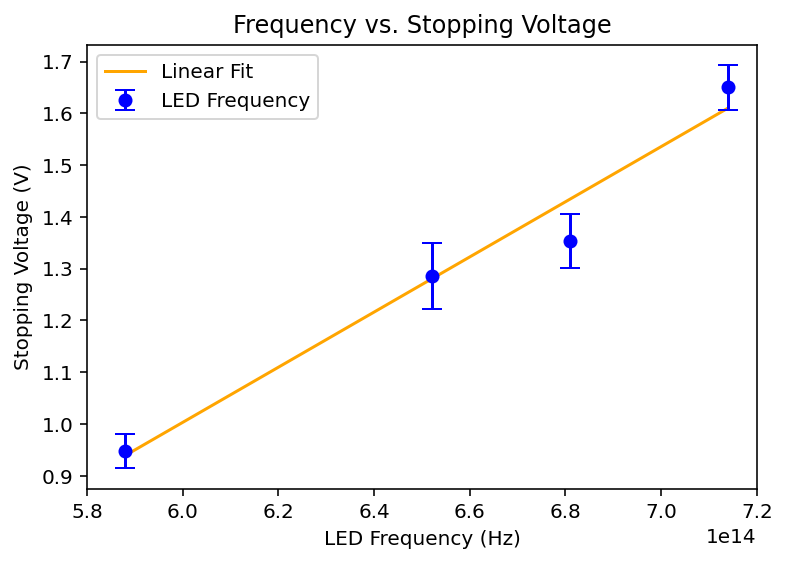 Frequency vs. Stopping Voltage
Linear Fit
LED Frequency
Stopping Voltage (V)
1.7
1.6
1.5
1.4
1.3
1.2
1.1
1.0
0.9
5.8 6.0 6.2 6.4 6.6 6.8 7.0 7.2
LED Frequency (Hz)
1e14